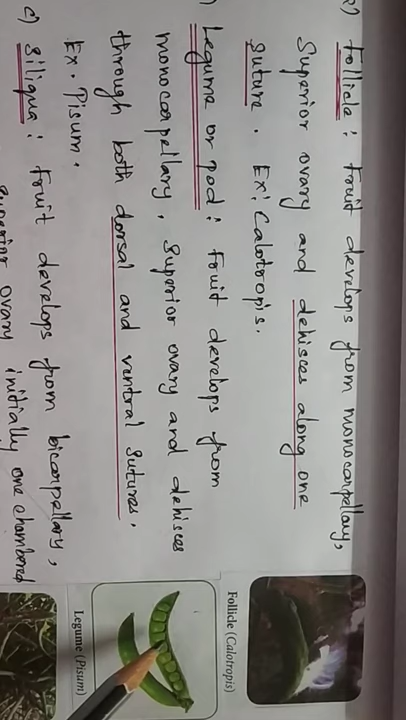 a) Follicle : Fruit develops from monocarpellary,
Superior ovary and dehisces along one
suture . Ex: Calotropis.
Legume or pod : Fruit develops from
monocarpellary, Superior ovary and dehisces
through both dorsal and ventral sutures.
Ex. Pisum.
c) Siliqua : Fruit develops from bicarpellary,
Superior ovary initially one chambered
Follicle (Calotropis)
Legume (Pisum)